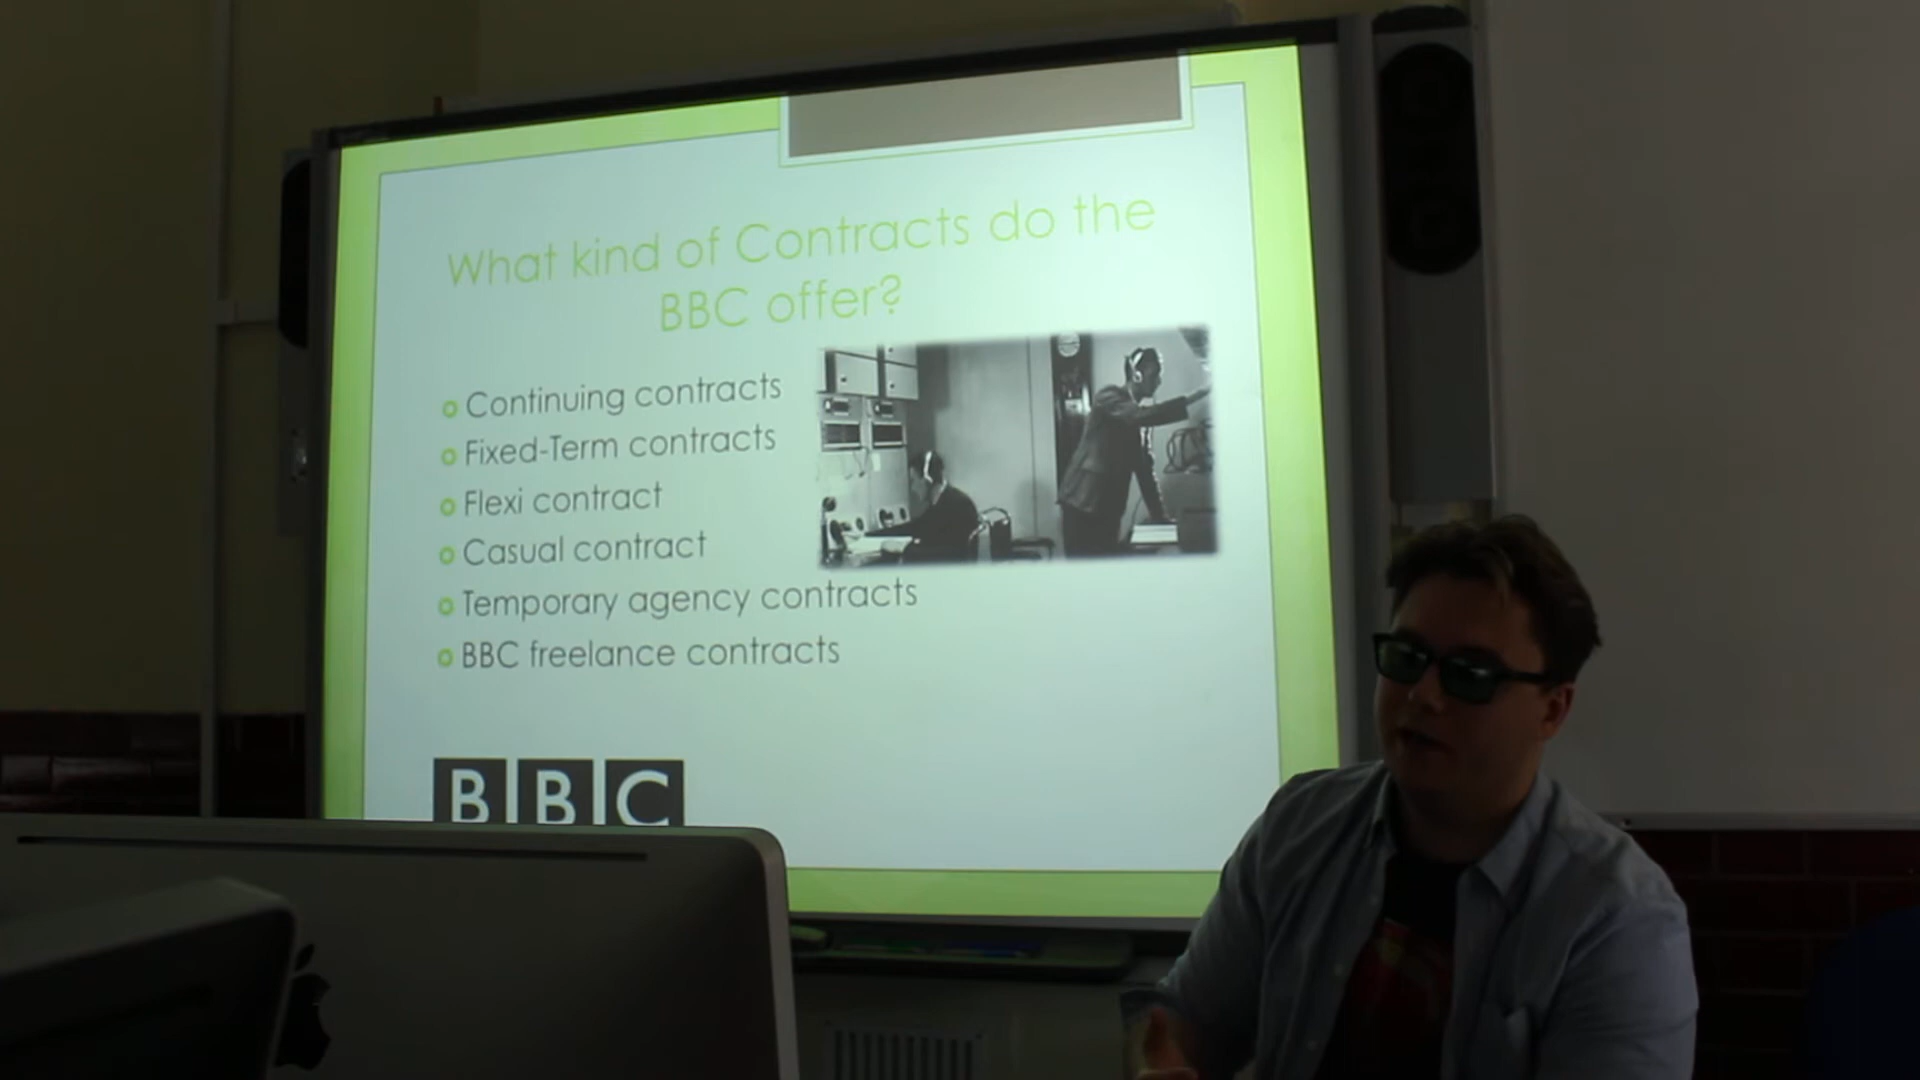 What kind of Contracts do the
BBC offer?
Continuing contracts
Fixed-Term contracts
Flexi contract
Casual contract
Temporary agency contracts
BBC freelance contracts
BBC